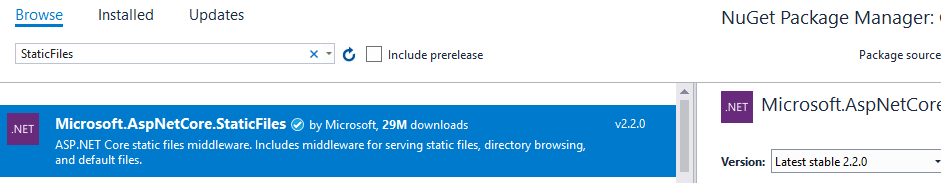 Browse Installed Updates
NuGet Package Manager:
StaticFiles
Include prerelease
Package source
.NET
Microsoft.AspNetCore.StaticFiles by Microsoft, 29M downloads v2.2.0
ASP.NET Core static files middleware. Includes middleware for serving static files, directory browsing,
and default files.
.NET
Microsoft.AspNetCore
Version: Latest stable 2.2.0